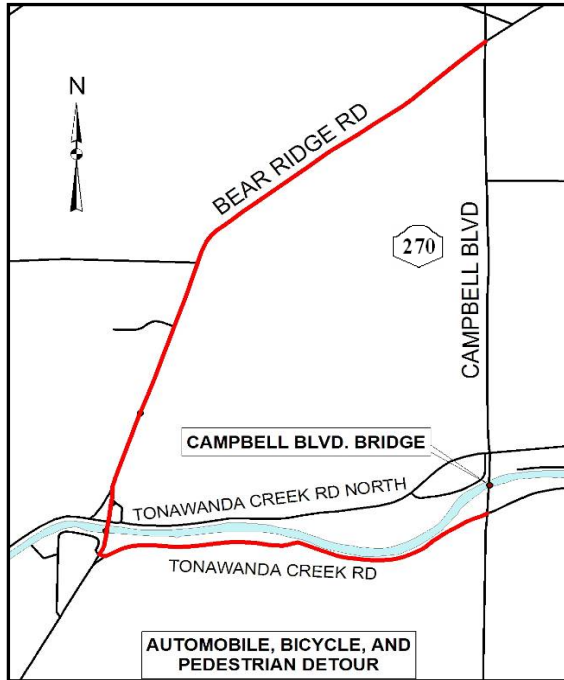 N
BEAR RIDGE RD
270
CAMPBELL BLVD
CAMPBELL BLVD. BRIDGE
TONAWANDA CREEK RD NORTH
TONAWANDA CREEK RD
AUTOMOBILE, BICYCLE, AND
PEDESTRIAN DETOUR